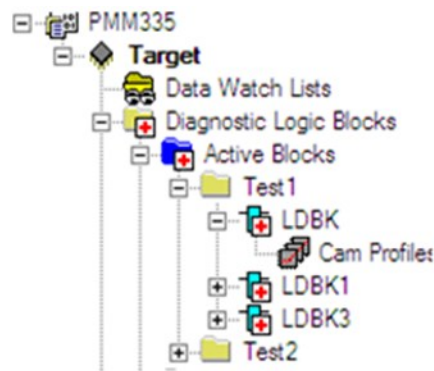 PMM335
Target
Data Watch Lists
Diagnostic Logic Blocks
Active Blocks
Test1
LDBK
Cam Profiles
LDBK1
LDBK3
Test2